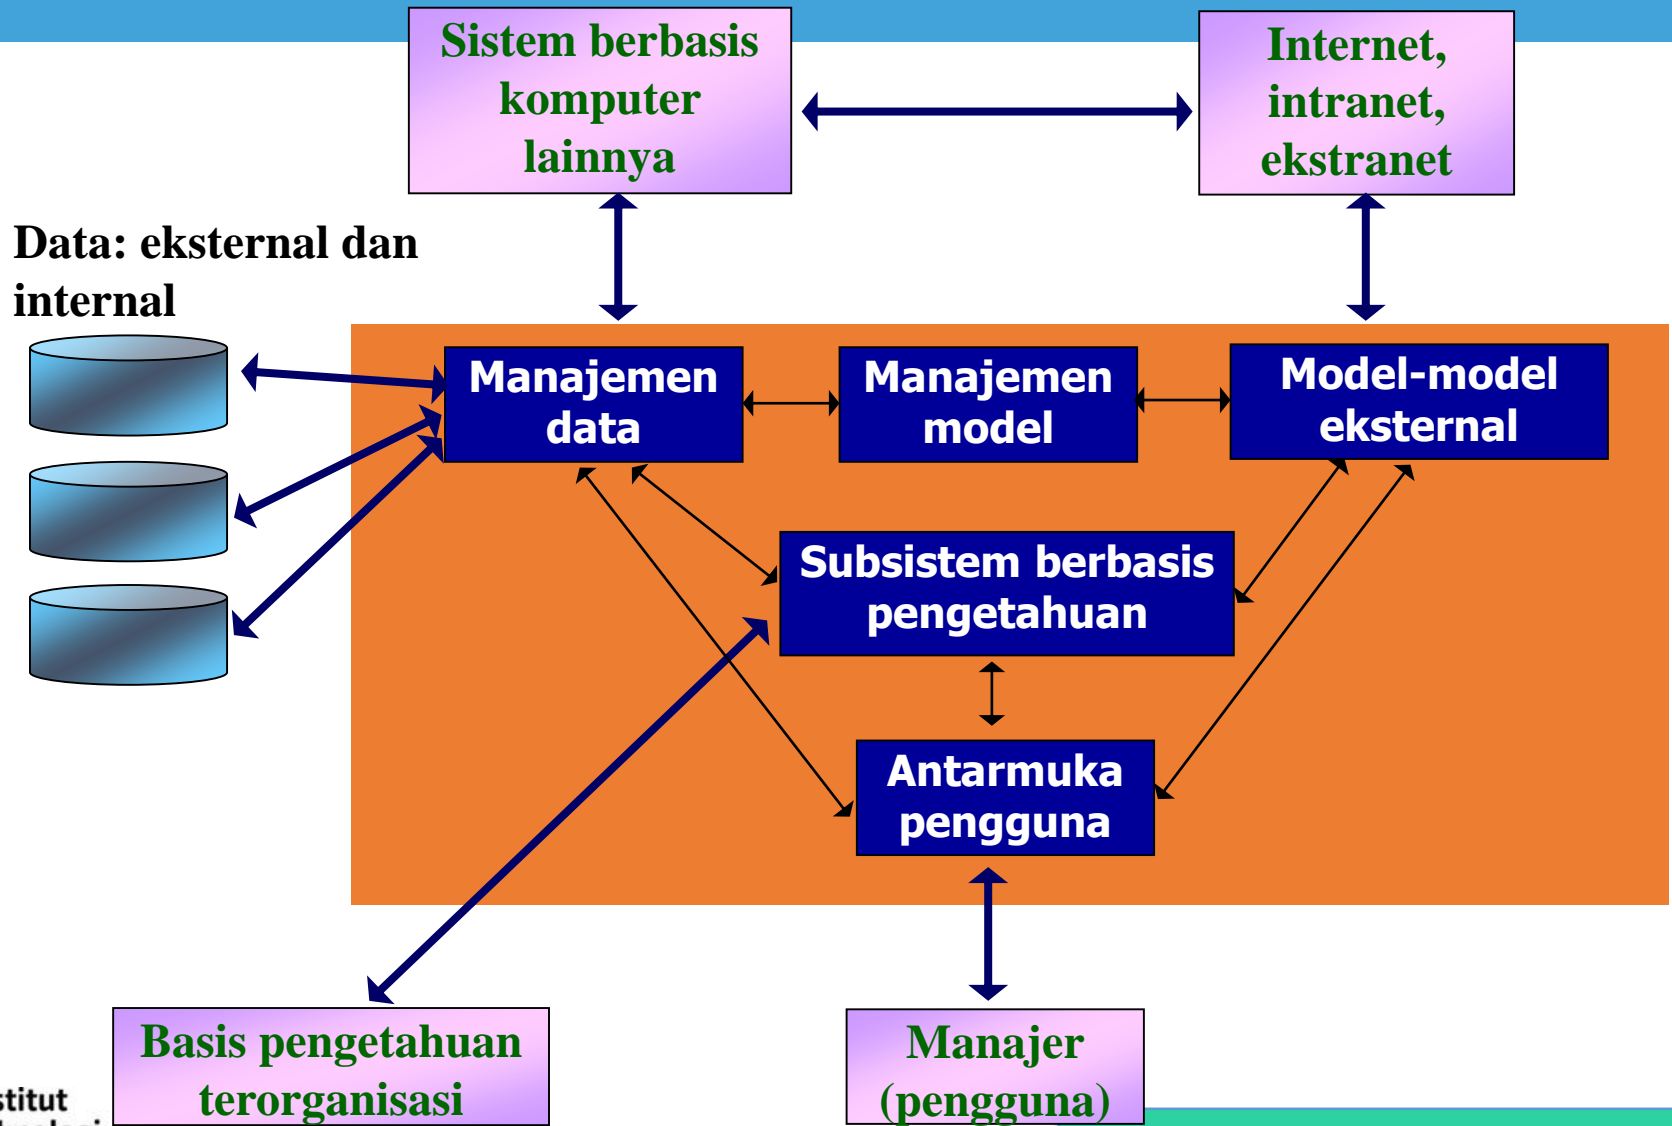 Sistem berbasis
komputer
lainnya
Internet,
intranet,
ekstranet
Data: eksternal dan
internal
Manajemen
data
Manajemen
model
Model-model
eksternal
Subsistem berbasis
pengetahuan
Antarmuka
pengguna
Basis pengetahuan
terorganisasi
Manajer
(pengguna)
stitut